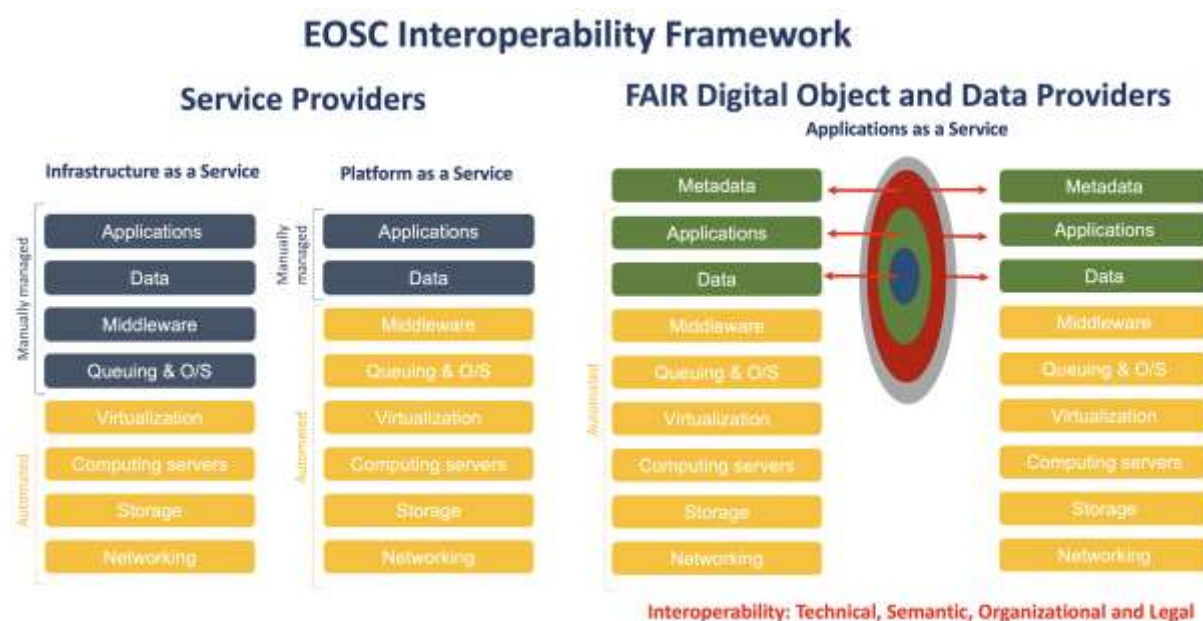 EOSC Interoperability Framework
Service Providers
Infrastructure as a Service
Manually managed
Applications
Data
Middleware
Queuing & O/S
Automated
Virtualization
Computing servers
Storage
Networking
Platform as a Service
Manually
managed
Applications
Data
Automated
Middleware
Queuing & O/S
Virtualization
Computing servers
Storage
Networking
FAIR Digital Object and Data Providers
Applications as a Service
Metadata
Automated
Applications
Data
Middleware
Queuing & O/S
Virtualization
Computing servers
Storage
Networking
Metadata
Applications
Data
Middleware
Queuing & O/S
Virtualization
Computing servers
Storage
Networking
Interoperability: Technical, Semantic, Organizational and Legal